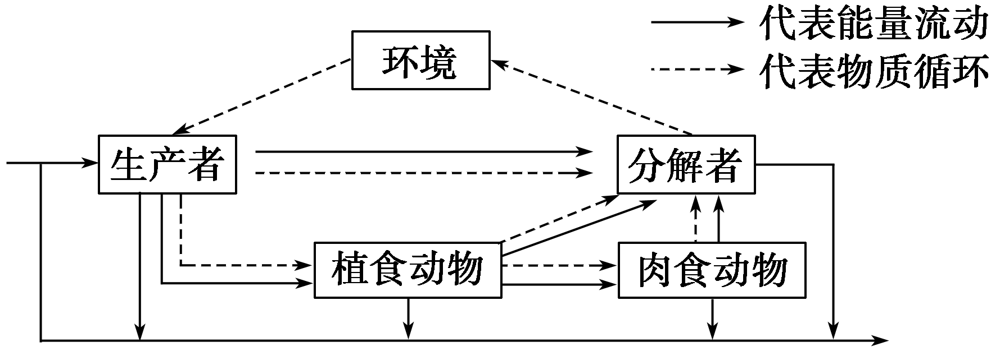 代表能量流动
代表物质循环
环境
生产者
分解者
植食动物
肉食动物